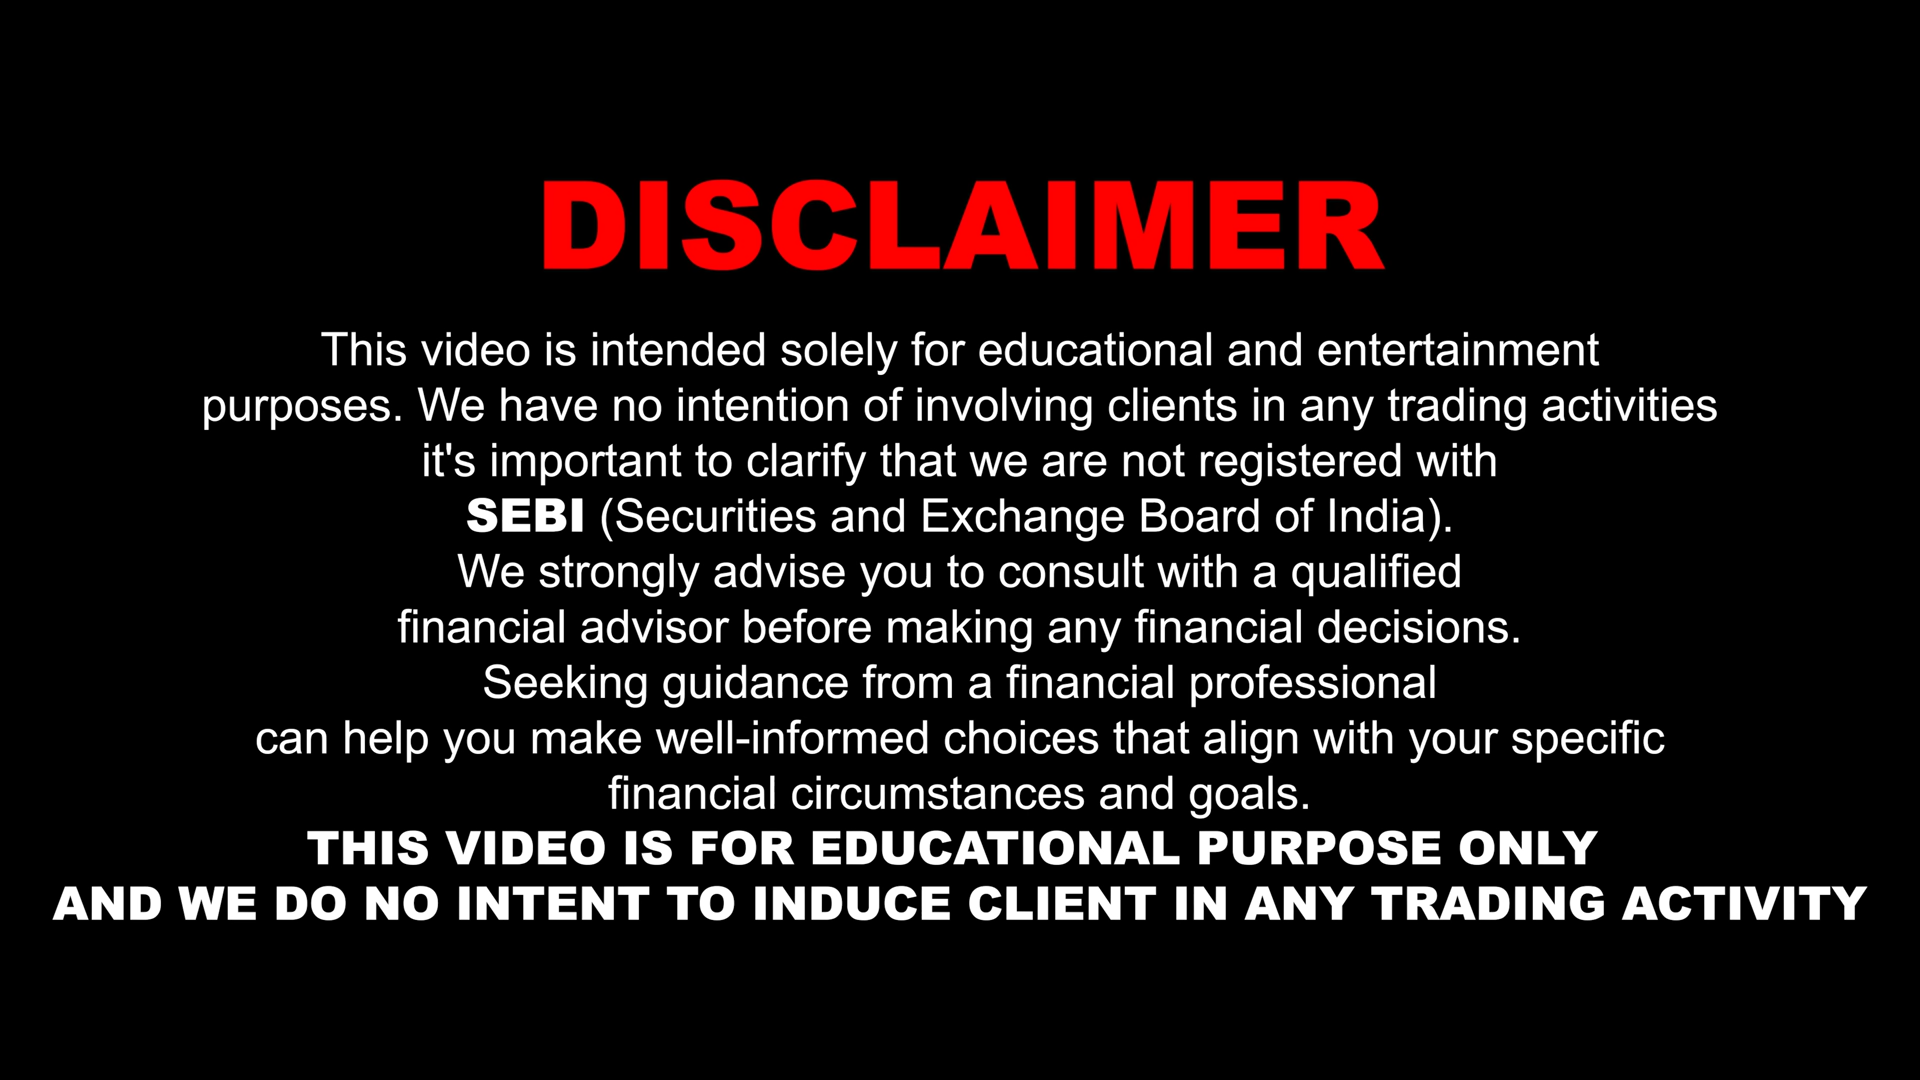 DISCLAIMER
This video is intended solely for educational and entertainment
purposes. We have no intention of involving clients in any trading activities
it's important to clarify that we are not registered with
SEBI (Securities and Exchange Board of India).
We strongly advise you to consult with a qualified
financial advisor before making any financial decisions.
Seeking guidance from a financial professional
can help you make well-informed choices that align with your specific
financial circumstances and goals.
THIS VIDEO IS FOR EDUCATIONAL PURPOSE ONLY
AND WE DO NO INTENT TO INDUCE CLIENT IN ANY TRADING ACTIVITY